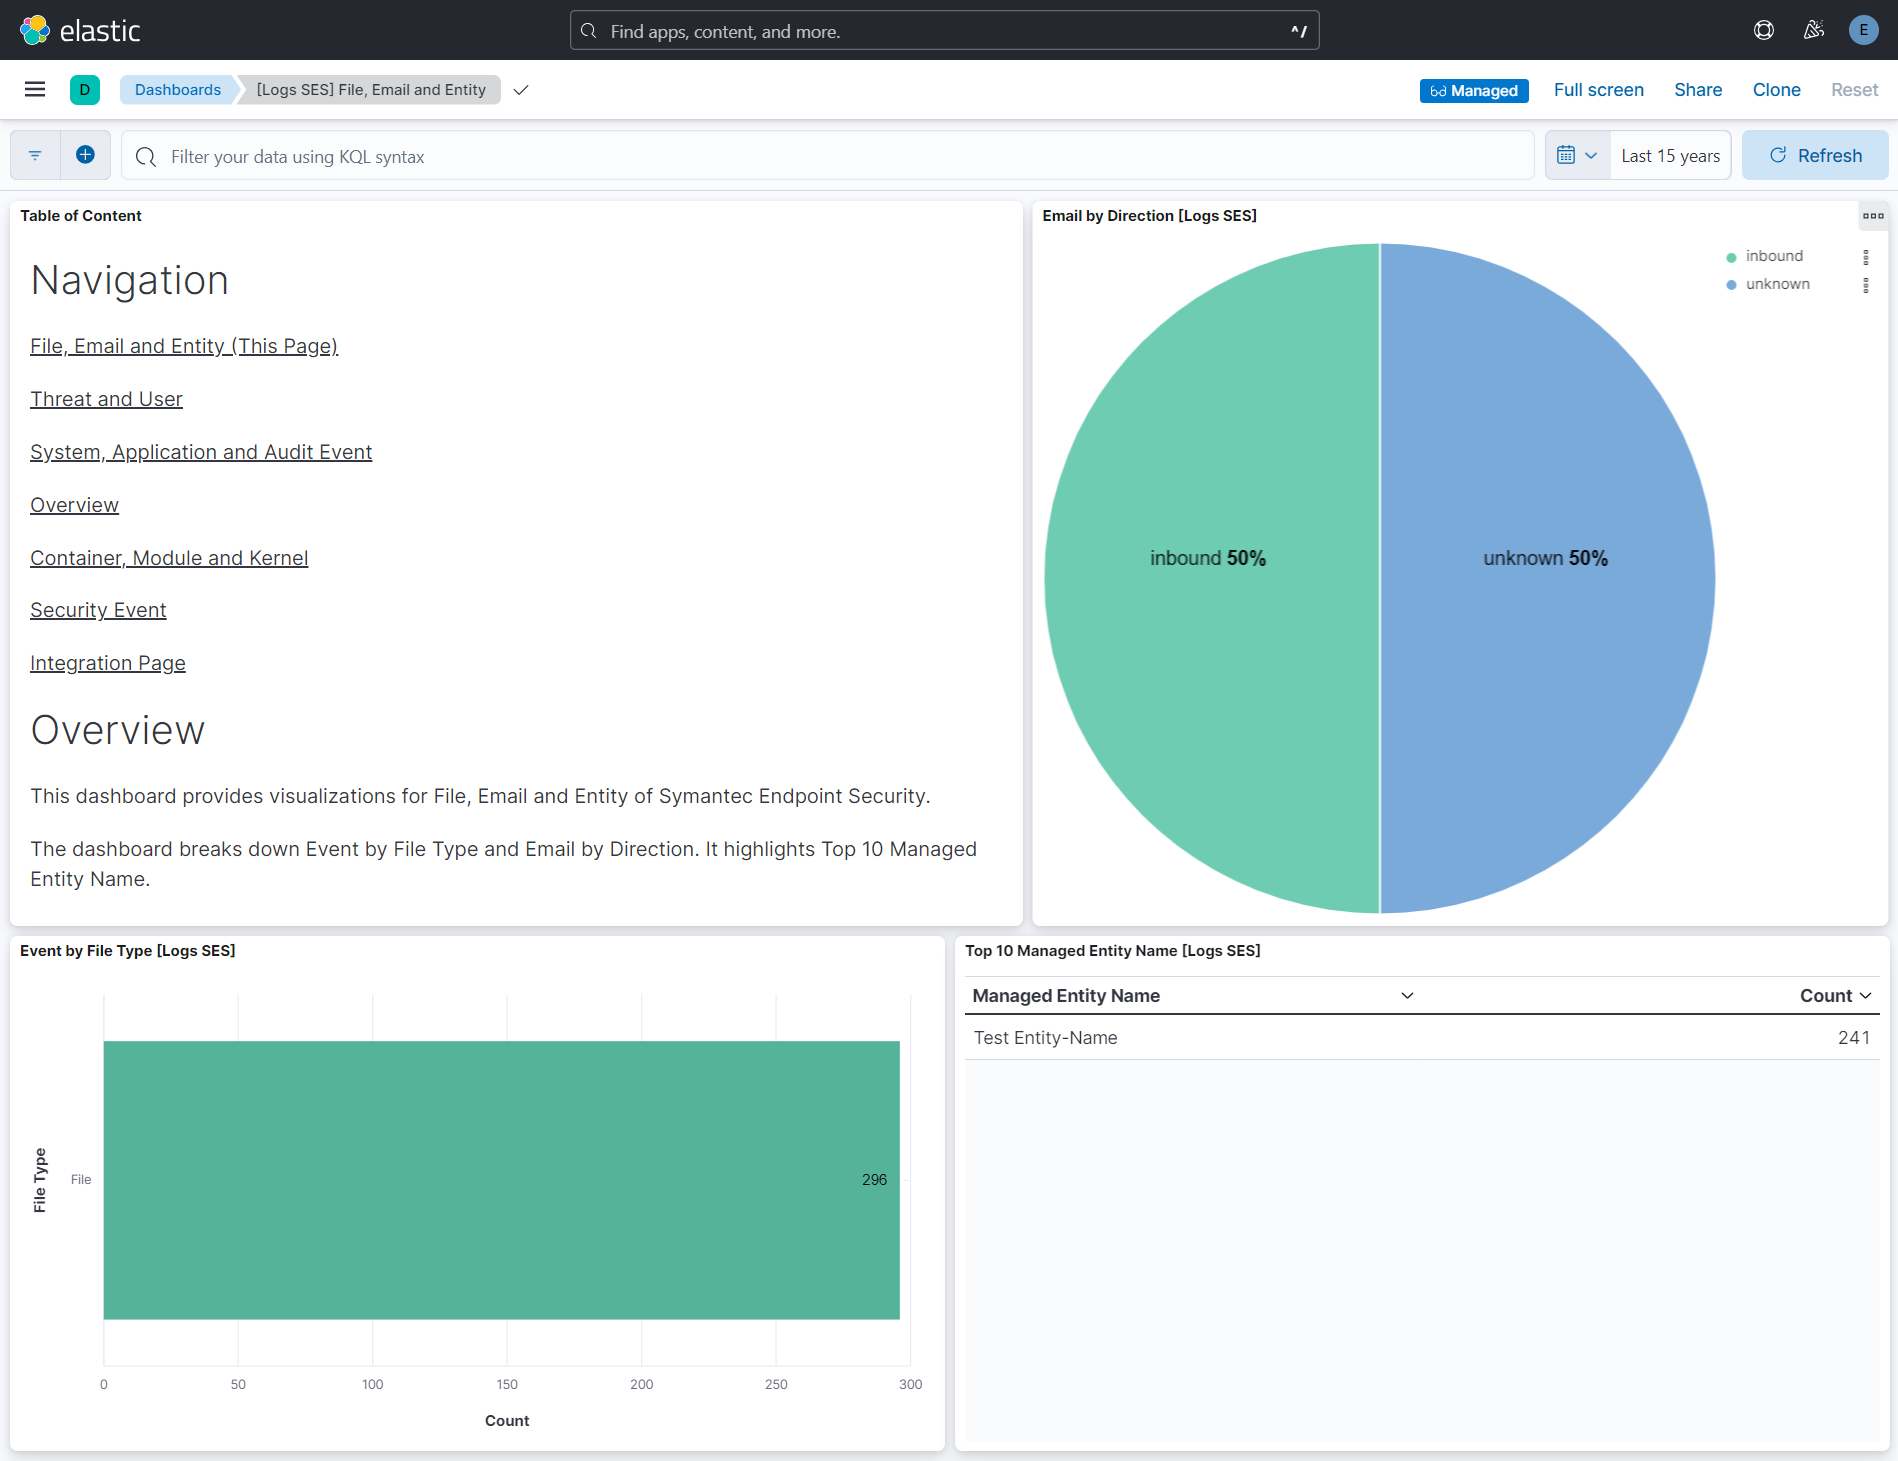 elastic
Find apps, content, and more.
^/
D
Dashboards
[Logs SES] File, Email and Entity
Managed
Full screen
Share
Clone
Reset
E
Filter your data using KQL syntax
Last 15 years
Refresh
Table of Content
Navigation
File, Email and Entity (This Page)
Threat and User
System, Application and Audit Event
Overview
Container, Module and Kernel
Security Event
Integration Page
Overview
This dashboard provides visualizations for File, Email and Entity of Symantec Endpoint Security.
The dashboard breaks down Event by File Type and Email by Direction. It highlights Top 10 Managed
Entity Name.
Email by Direction [Logs SES]
inbound
unknown
inbound 50%
unknown 50%
Event by File Type [Logs SES]
File Type
File
296
0
50
100
150
200
250
300
Count
Top 10 Managed Entity Name [Logs SES]
Managed Entity Name
Count
Test Entity-Name
241